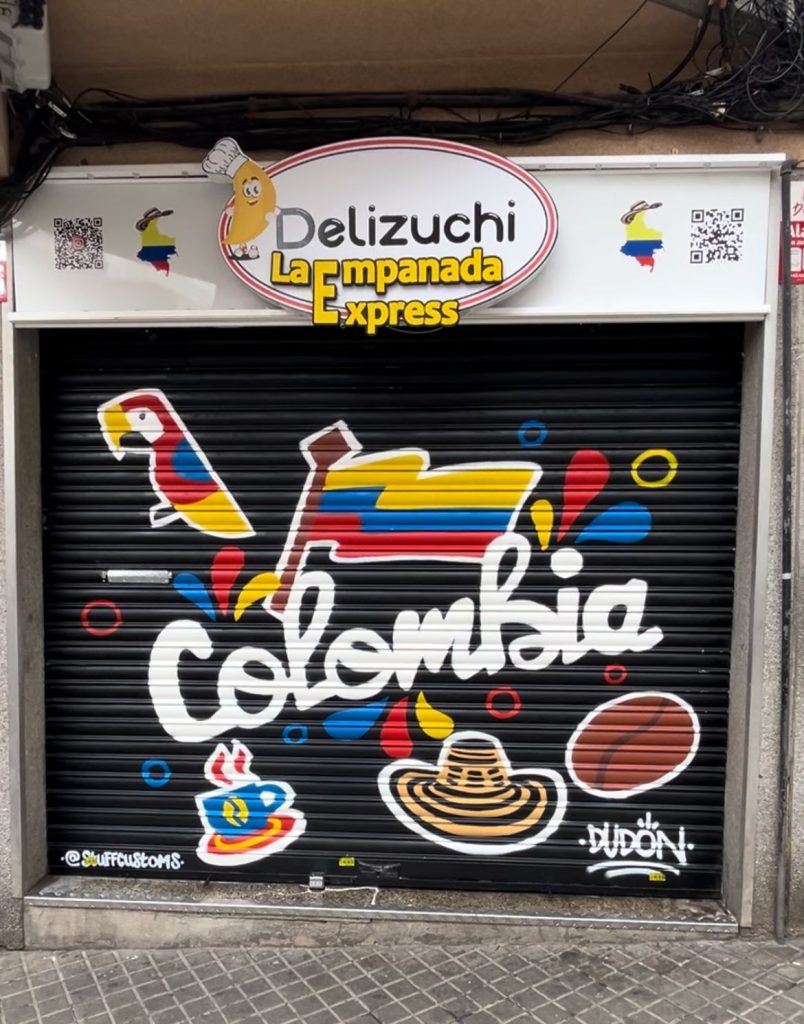 Delizuchi
La Empanada
Express
Colombia
@STUFFCUSTOMS
DUDON